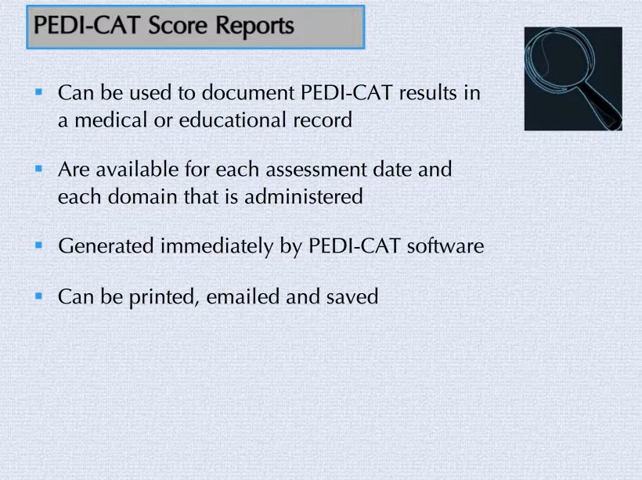 PEDI-CAT Score Reports
Can be used to document PEDI-CAT results in
a medical or educational record
Are available for each assessment date and
each domain that is administered
Generated immediately by PEDI-CAT software
Can be printed, emailed and saved